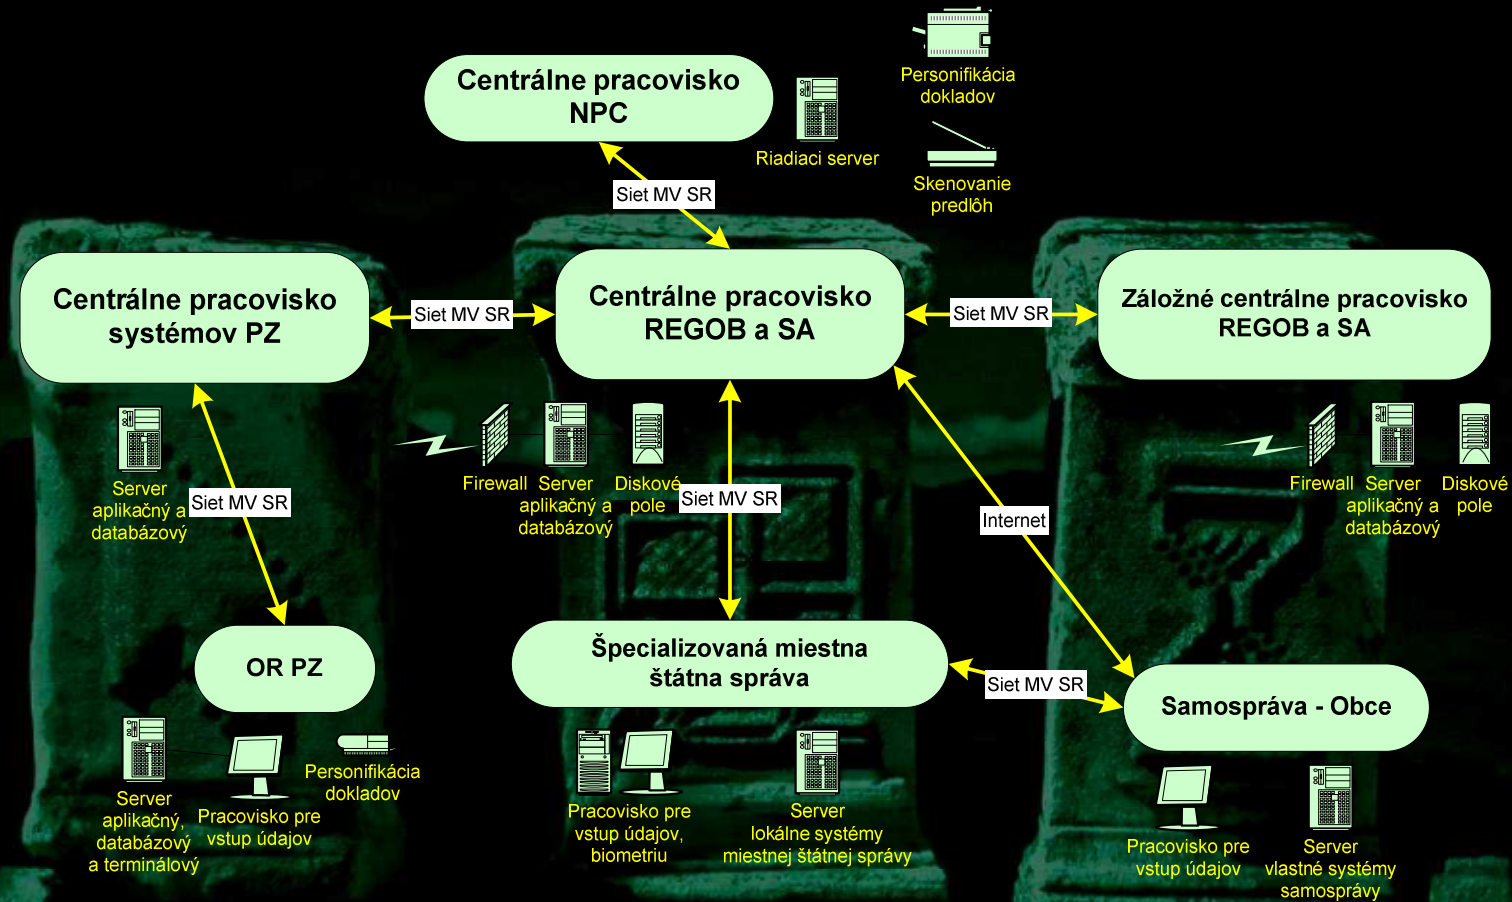 Centrálne pracovisko
NPC
Riadiaci server
Personifikácia
dokladov
Skenovanie
predlôh
Siet MV SR
Centrálne pracovisko
systémov PZ
Siet MV SR
Centrálne pracovisko
REGOB a SA
Siet MV SR
Záložné centrálne pracovisko
REGOB a SA
Server
aplikačný a
databázový
Siet MV SR
Firewall
Server
aplikačný a
databázový
Diskové
pole
Siet MV SR
Internet
Firewall
Server
aplikačný a
databázový
Diskové
pole
OR PZ
Špecializovaná miestna
štátna správa
Siet MV SR
Samospráva - Obce
Server
aplikačný,
databázový
a terminálový
Pracovisko pre
vstup údajov
Personifikácia
dokladov
Pracovisko pre
vstup údajov,
biometriu
Server
lokálne systémy
miestnej štátnej správy
Pracovisko pre
vstup údajov
Server
vlastné systémy
samosprávy